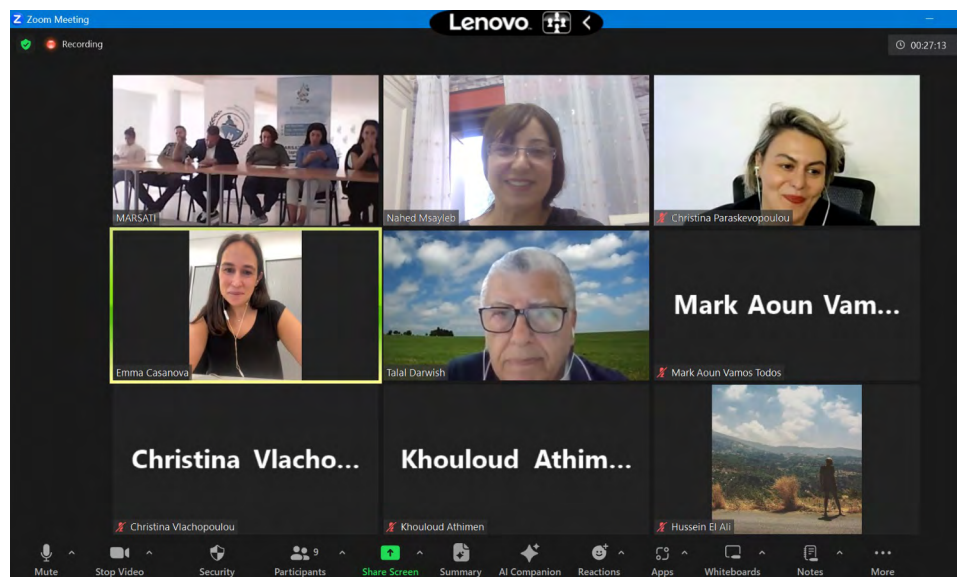 Zoom Meeting
Lenovo
Recording
00:27:13
MARSATI
Nahed Msayleb
Christina Paraskevopoulou
Emma Casanova
Talal Darwish
Mark Aoun Vam...
Mark Aoun Vamos Todos
Christina Vlacho...
Christina Vlachopoulou
Khouloud Athim...
Khouloud Athimen
Hussein El Ali
Mute
Stop Video
Security
9
Participants
Share Screen
Summary
AI Companion
Reactions
Apps
Whiteboards
Notes
More